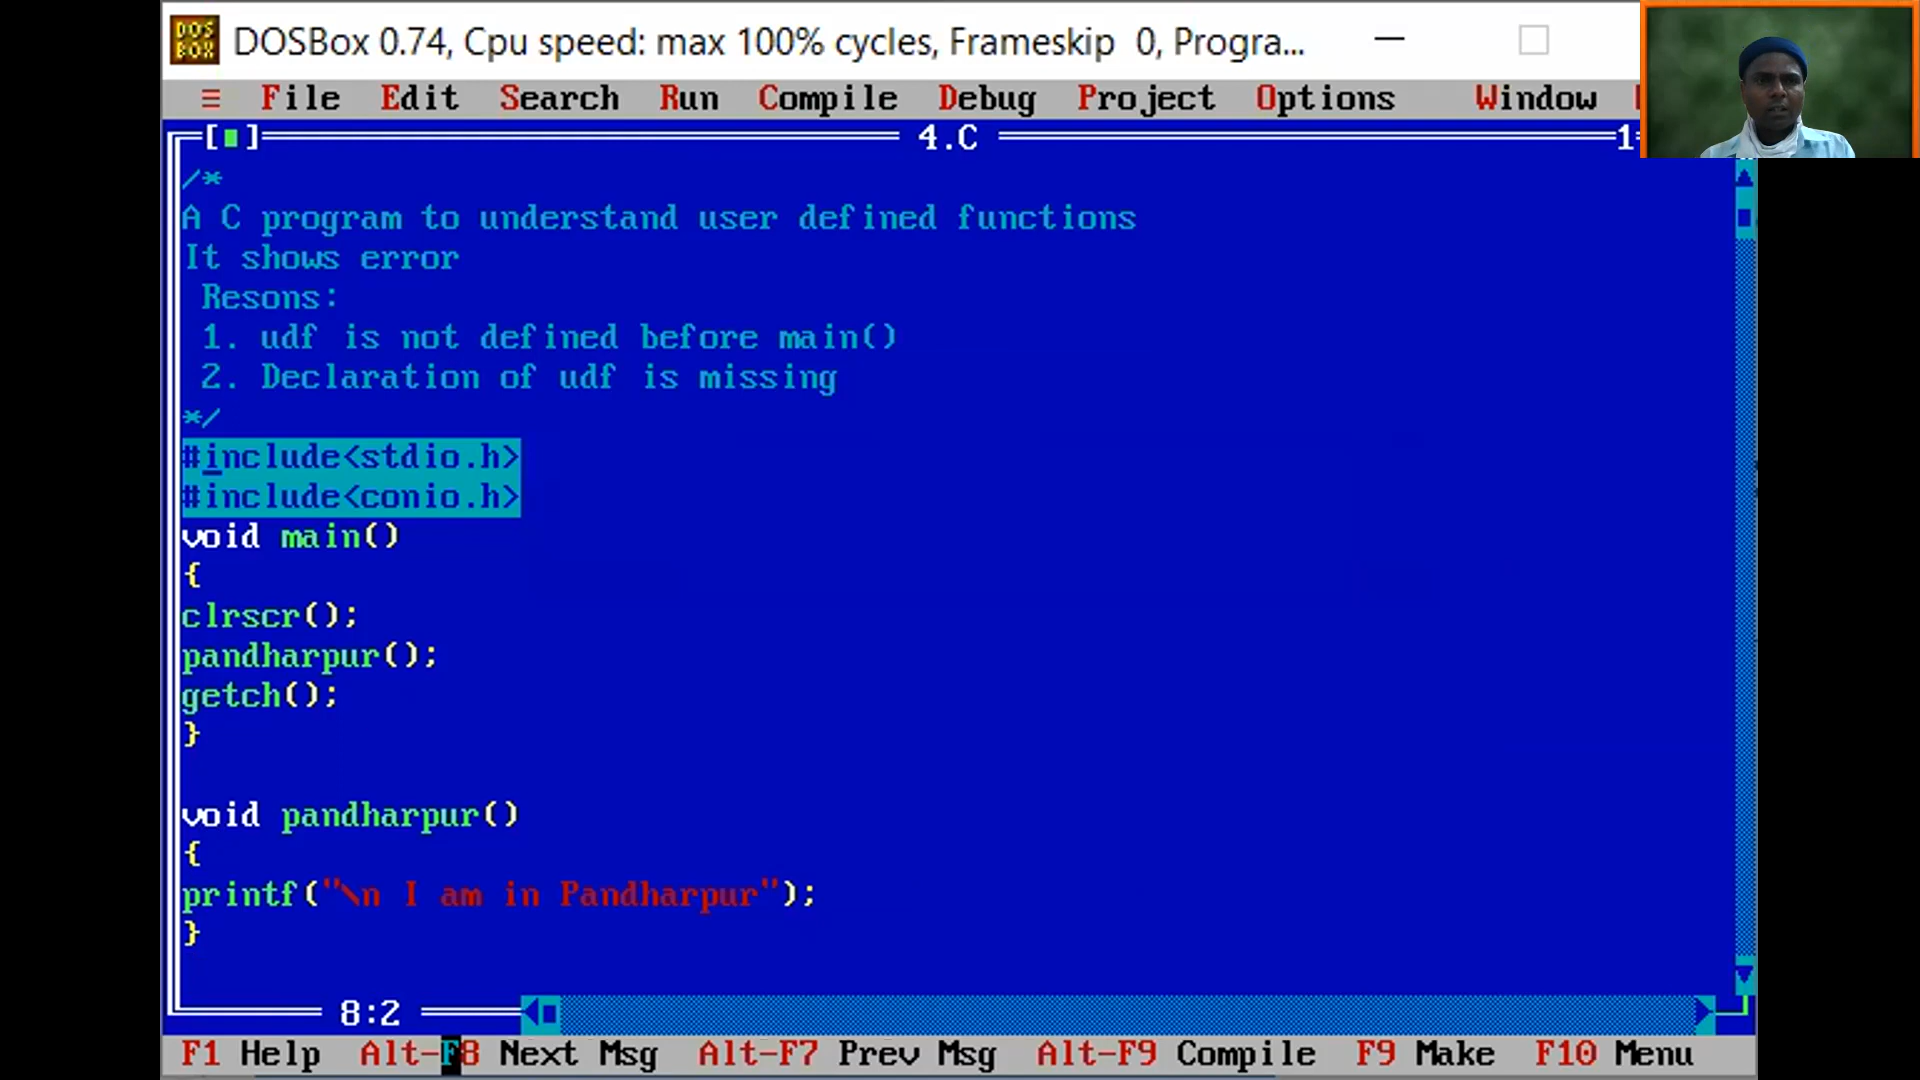 DOS BOX
DOSBox 0.74, Cpu speed: max 100% cycles, Frameskip 0, Progra...
≡ File Edit Search Run Compile Debug Project Options Window
[■] 4.C 1
/*
A C program to understand user defined functions
It shows error
Resons:
1. udf is not defined before main()
2. Declaration of udf is missing
*/
#include<stdio.h>
#include<conio.h>
void main()
{
clrscr();
pandharpur();
getch();
}
void pandharpur()
{
printf("\n I am in Pandharpur");
}
8:2
F1 Help Alt-F8 Next Msg Alt-F7 Prev Msg Alt-F9 Compile F9 Make F10 Menu